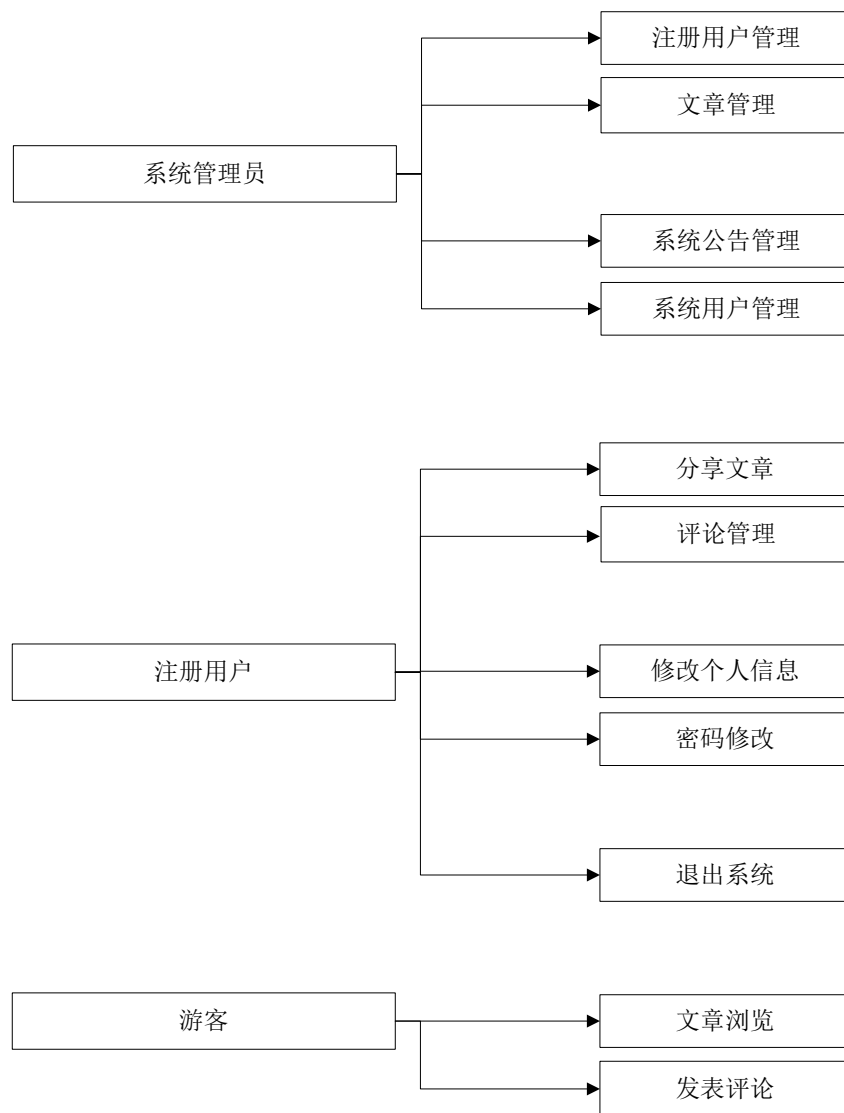 注册用户管理
文章管理
系统管理员
系统公告管理
系统用户管理
分享文章
评论管理
注册用户
修改个人信息
密码修改
退出系统
游客
文章浏览
发表评论